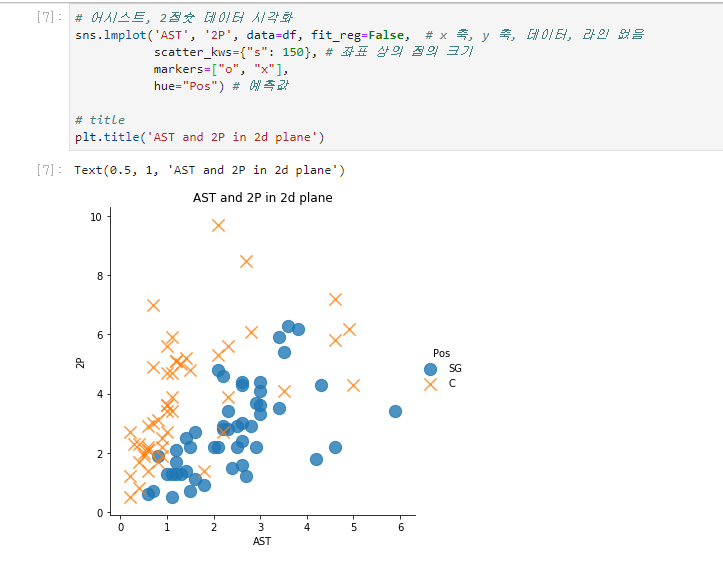 [7]: # 어시스트, 2점슛 데이터 시각화
sns.lmplot('AST', '2P', data=df, fit_reg=False,  # x 축, y 축, 데이터, 라인 없음
scatter_kws={"s": 150}, # 좌표 상의 점의 크기
markers=["o", "x"],
hue="Pos") # 예측값
# title
plt.title('AST and 2P in 2d plane')
[7]: Text(0.5, 1, 'AST and 2P in 2d plane')
AST and 2P in 2d plane
10
8
6
4
2
0
2P
0 1 2 3 4 5 6
AST
Pos
SG
C